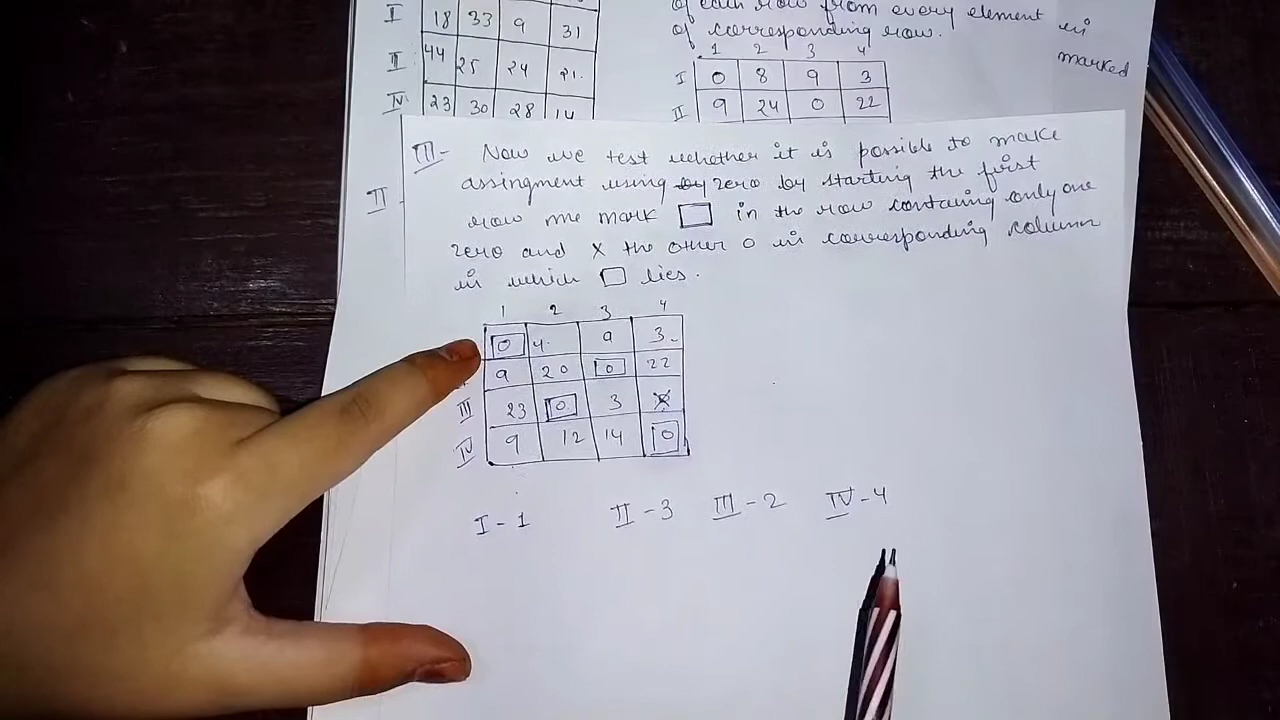 I 18 33 9 31
II 44 25 24 21.
IV 23 30 28 14
of each row from every element in
of corresponding row.
marked
1 2 3 4
I 0 8 9 3
II 9 24 0 22
II
III- Now we test whether it is possible to make
assingment using zero by starting the first
row me mark □ in the row containing only one
zero and x the other 0 in corresponding column
in which □ lies.
1 2 3 4
0 4. 9 3.
9 20 0 22
III 23 0 3
IV 9 12 14 0
I-1 II-3 III-2 IV-4